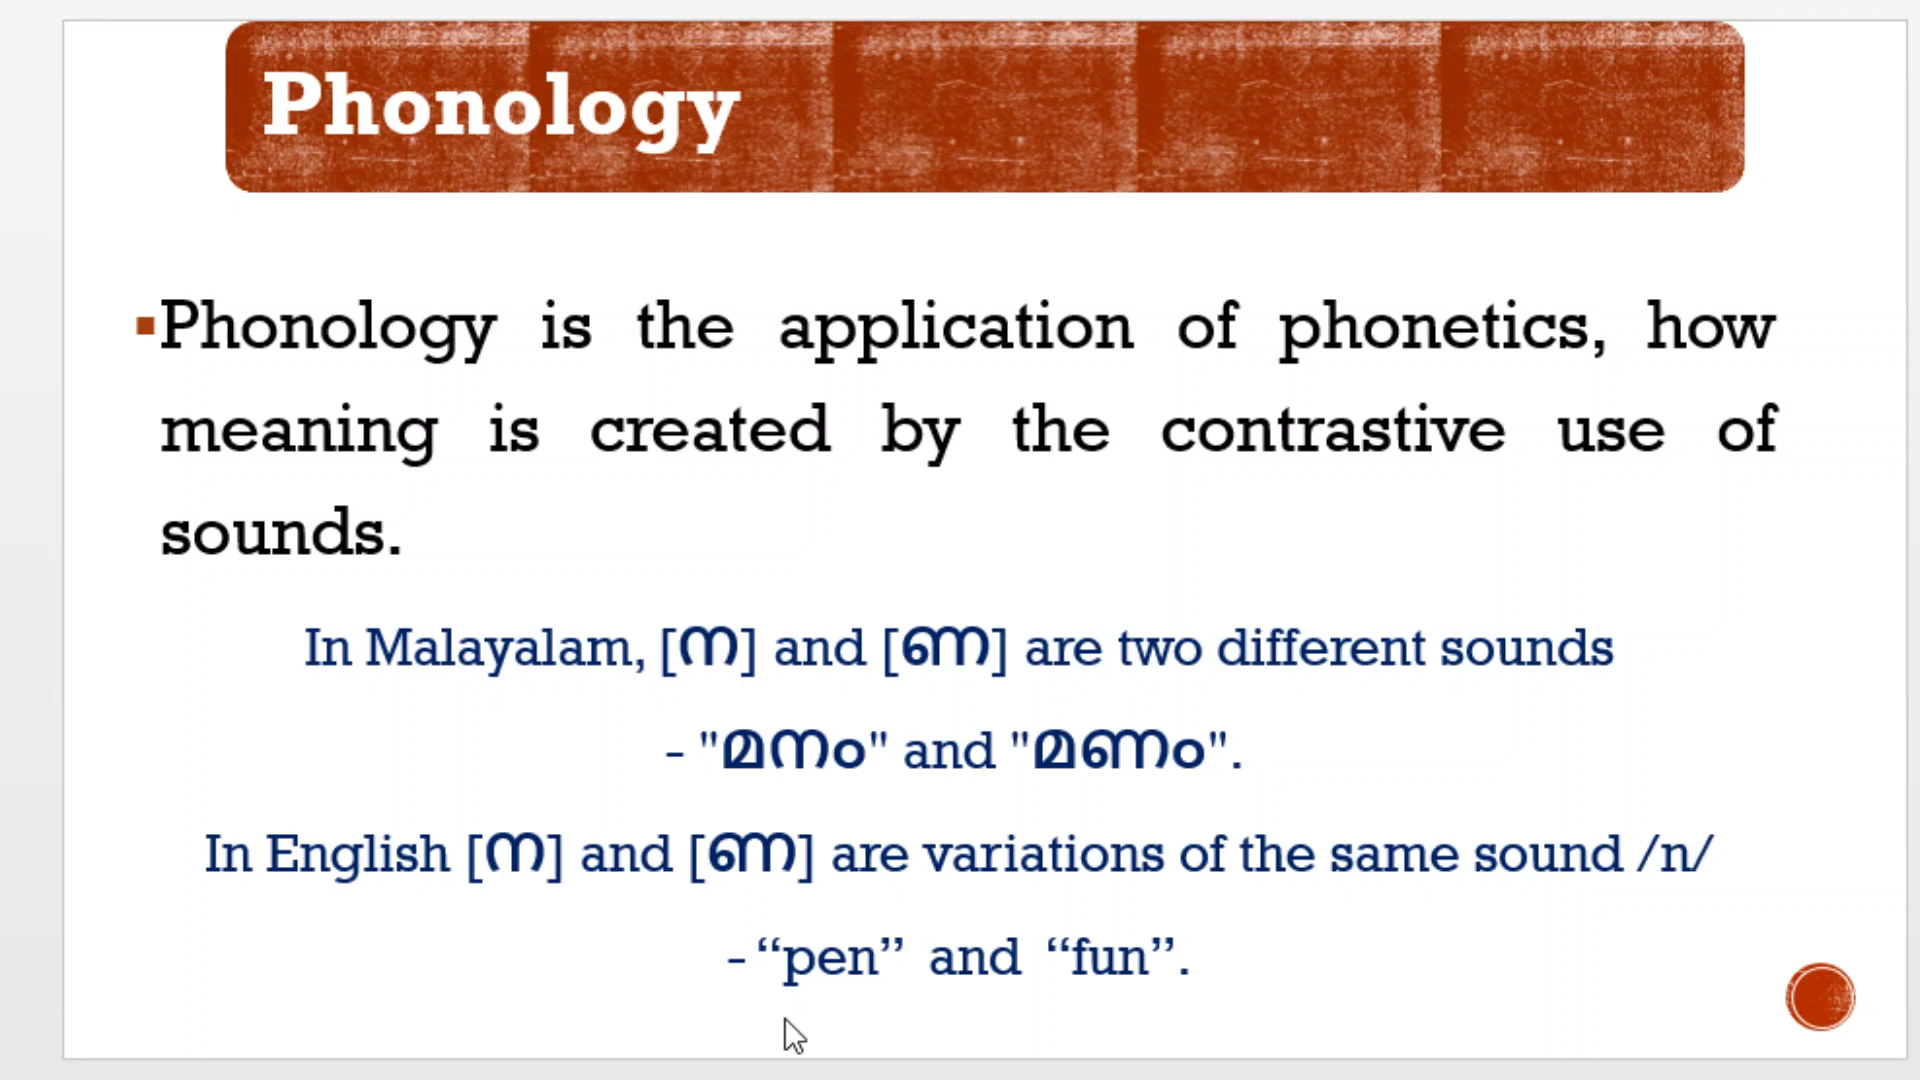 Phonology
▪Phonology is the application of phonetics, how
meaning is created by the contrastive use of
sounds.
In Malayalam, [ന] and [ണ] are two different sounds
- "മനം" and "മണം".
In English [ന] and [ണ] are variations of the same sound /n/
- “pen” and “fun”.